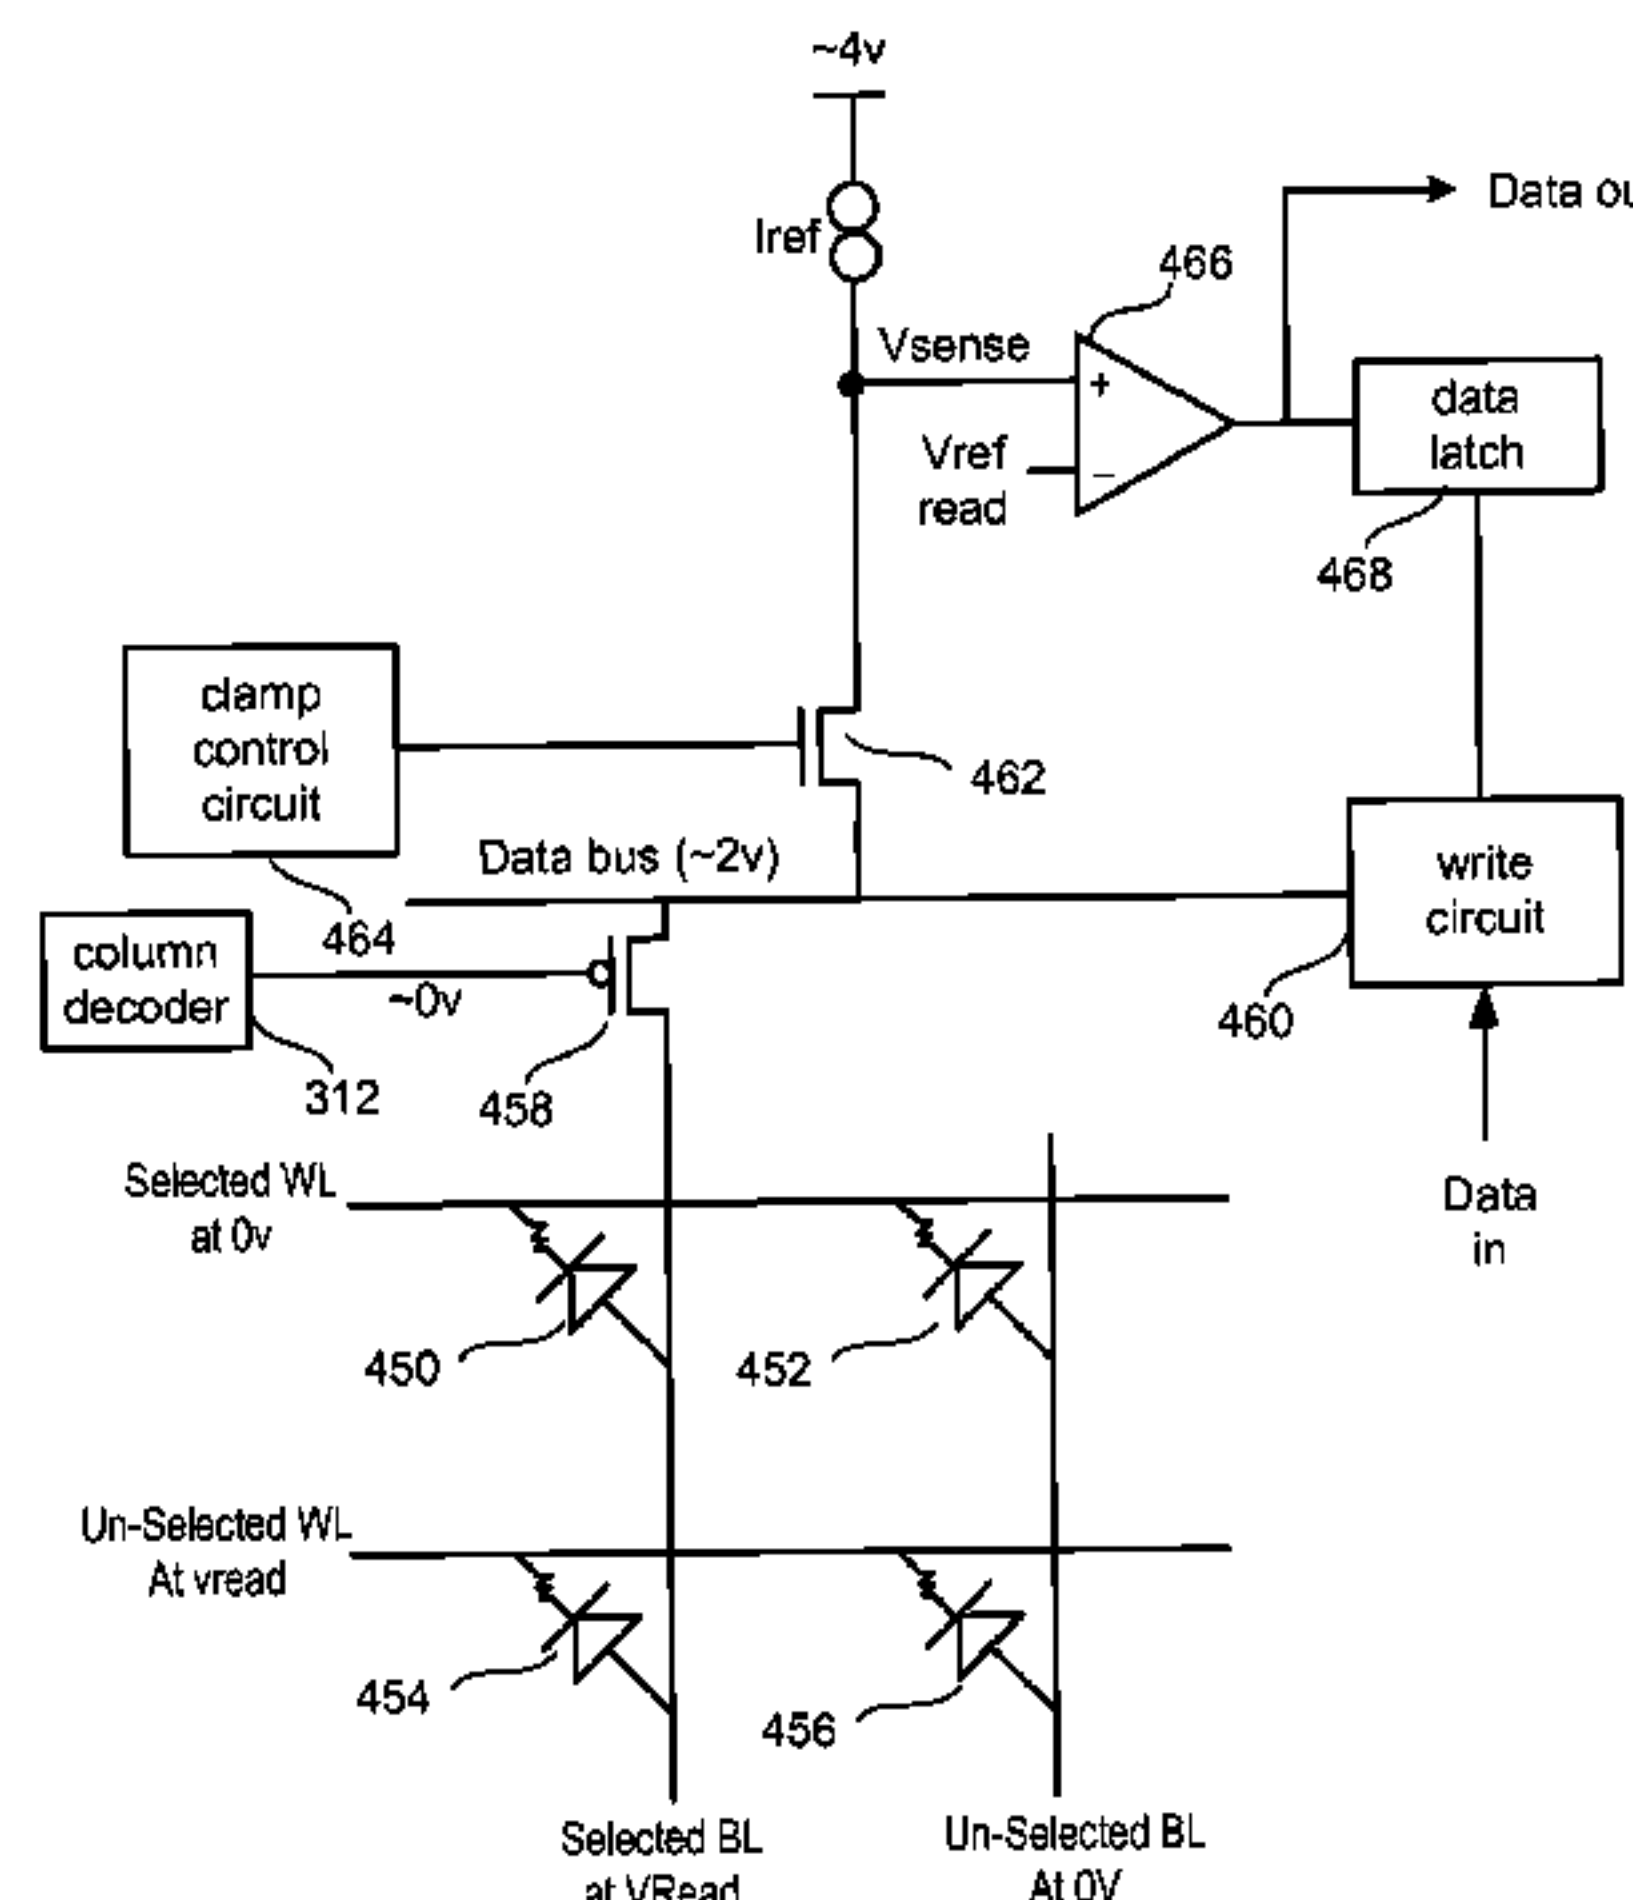 ~4v
Iref
Data
466
Vsense
+
Vref
read
–
data
latch
468
clamp
control
circuit
462
Data bus (~2v)
464
write
circuit
column
decoder
~0v
460
312
458
Selected WL
at 0v
Data
in
450
452
Un-Selected WL
At vread
454
456
Selected BL
at VRead
Un-Selected BL
At 0V